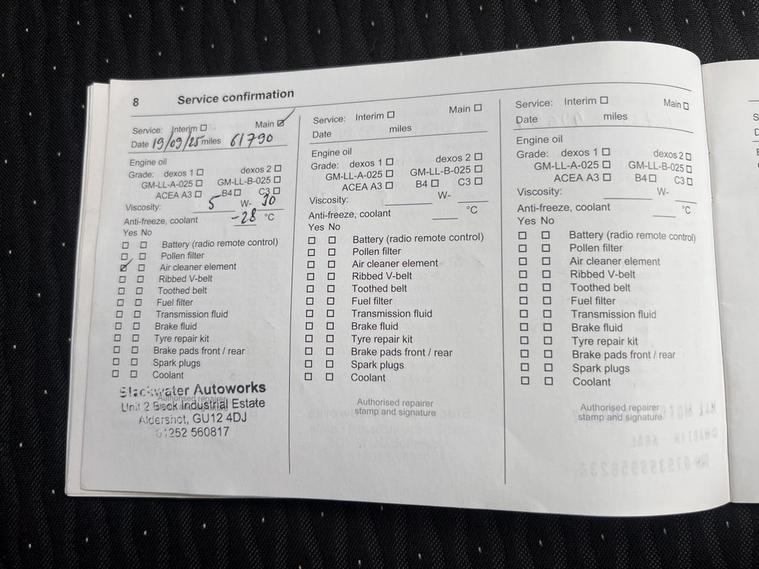 8 Service confirmation
Service: Interim ☐ Main ☑
Date 19/09/25 miles 61790
Engine oil
Grade: dexos 1 ☐ dexos 2 ☐
GM-LL-A-025 ☐ GM-LL-B-025 ☐
ACEA A3 ☐ B4 ☐ C3 ☐
Viscosity: 5 W- 30
Anti-freeze, coolant -28 °C
Yes No
☐ ☐ Battery (radio remote control)
☐ ☐ Pollen filter
☑ ☐ Air cleaner element
☐ ☐ Ribbed V-belt
☐ ☐ Toothed belt
☐ ☐ Fuel filter
☐ ☐ Transmission fluid
☐ ☐ Brake fluid
☐ ☐ Tyre repair kit
☐ ☐ Brake pads front / rear
☐ ☐ Spark plugs
☐ ☐ Coolant
Authorised repairer
Blackwater Autoworks
Unit 2 Beck Industrial Estate
Aldershot, GU12 4DJ
01252 560817
Service: Interim ☐ Main ☐
Date miles
Engine oil
Grade: dexos 1 ☐ dexos 2 ☐
GM-LL-A-025 ☐ GM-LL-B-025 ☐
ACEA A3 ☐ B4 ☐ C3 ☐
Viscosity: W-
Anti-freeze, coolant °C
Yes No
☐ ☐ Battery (radio remote control)
☐ ☐ Pollen filter
☐ ☐ Air cleaner element
☐ ☐ Ribbed V-belt
☐ ☐ Toothed belt
☐ ☐ Fuel filter
☐ ☐ Transmission fluid
☐ ☐ Brake fluid
☐ ☐ Tyre repair kit
☐ ☐ Brake pads front / rear
☐ ☐ Spark plugs
☐ ☐ Coolant
Authorised repairer
stamp and signature
Service: Interim ☐ Main ☐
Date miles
Engine oil
Grade: dexos 1 ☐ dexos 2 ☐
GM-LL-A-025 ☐ GM-LL-B-025 ☐
ACEA A3 ☐ B4 ☐ C3 ☐
Viscosity: W-
Anti-freeze, coolant °C
Yes No
☐ ☐ Battery (radio remote control)
☐ ☐ Pollen filter
☐ ☐ Air cleaner element
☐ ☐ Ribbed V-belt
☐ ☐ Toothed belt
☐ ☐ Fuel filter
☐ ☐ Transmission fluid
☐ ☐ Brake fluid
☐ ☐ Tyre repair kit
☐ ☐ Brake pads front / rear
☐ ☐ Spark plugs
☐ ☐ Coolant
Authorised repairer
stamp and signature